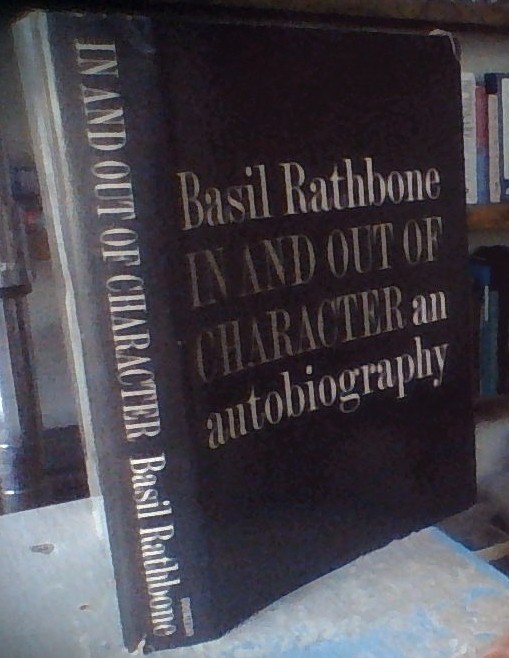 IN AND OUT OF CHARACTER Basil Rathbone
Basil Rathbone
IN AND OUT OF
CHARACTER an
autobiography